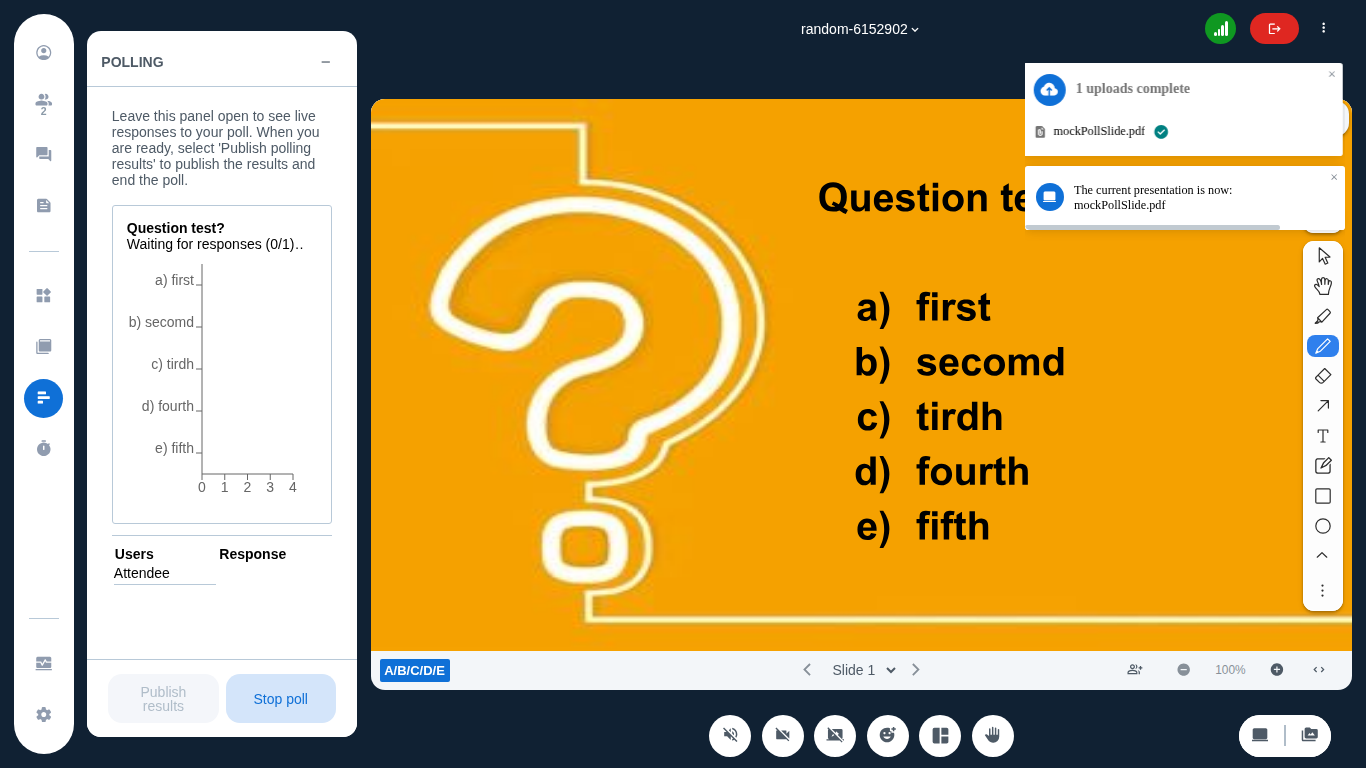 random-6152902
2
POLLING
Leave this panel open to see live
responses to your poll. When you
are ready, select 'Publish polling
results' to publish the results and
end the poll.
Question test?
Waiting for responses (0/1)..
a) first
b) secomd
c) tirdh
d) fourth
e) fifth
0 1 2 3 4
Users Response
Attendee
Publish
results
Stop poll
1 uploads complete
mockPollSlide.pdf
The current presentation is now:
mockPollSlide.pdf
Question te
a) first
b) secomd
c) tirdh
d) fourth
e) fifth
A/B/C/D/E
Slide 1
100%